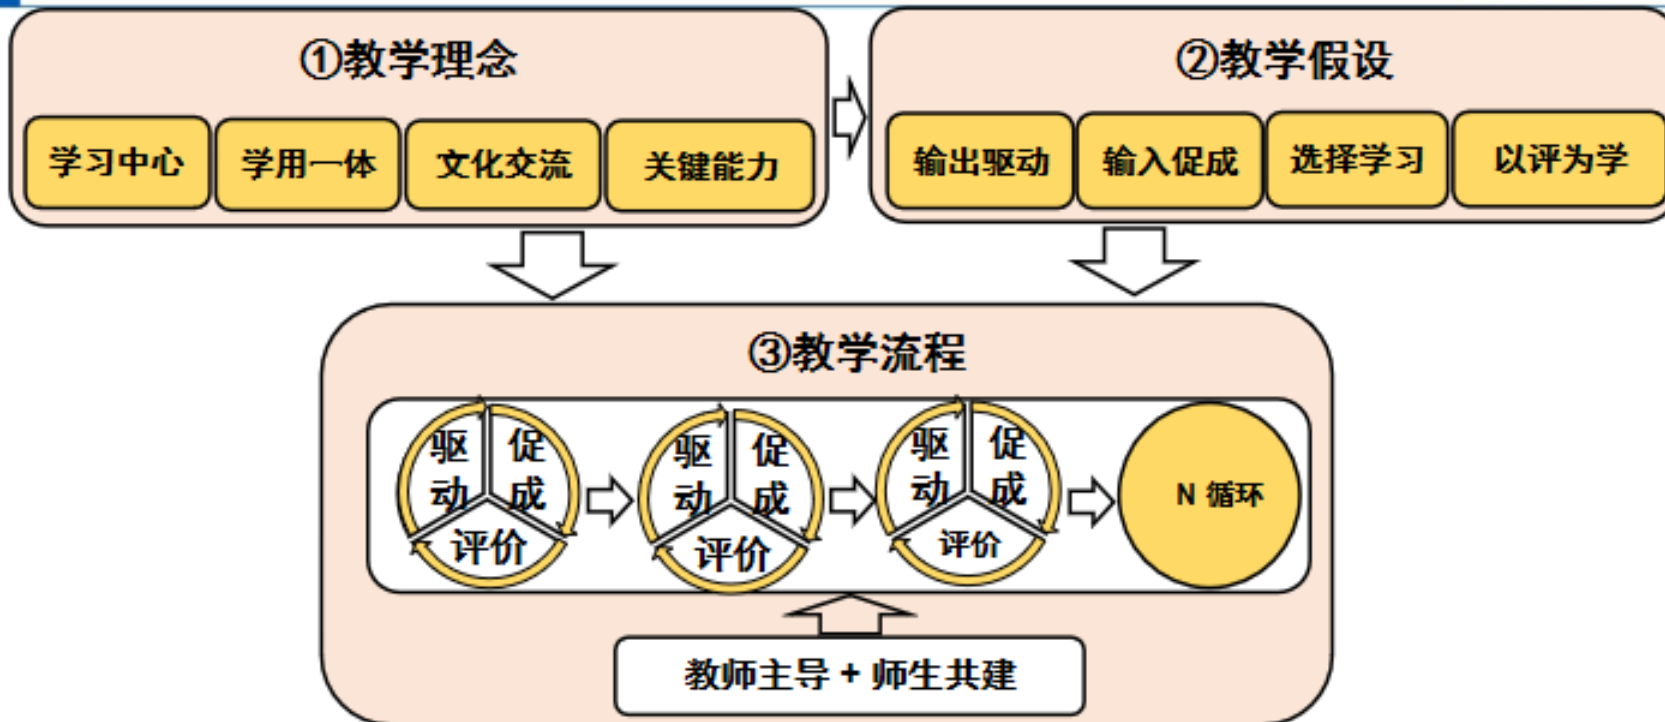 ①教学理念
学习中心
学用一体
文化交流
关键能力
②教学假设
输出驱动
输入促成
选择学习
以评为学
③教学流程
驱动
促成
评价
驱动
促成
评价
驱动
促成
评价
N 循环
教师主导 + 师生共建